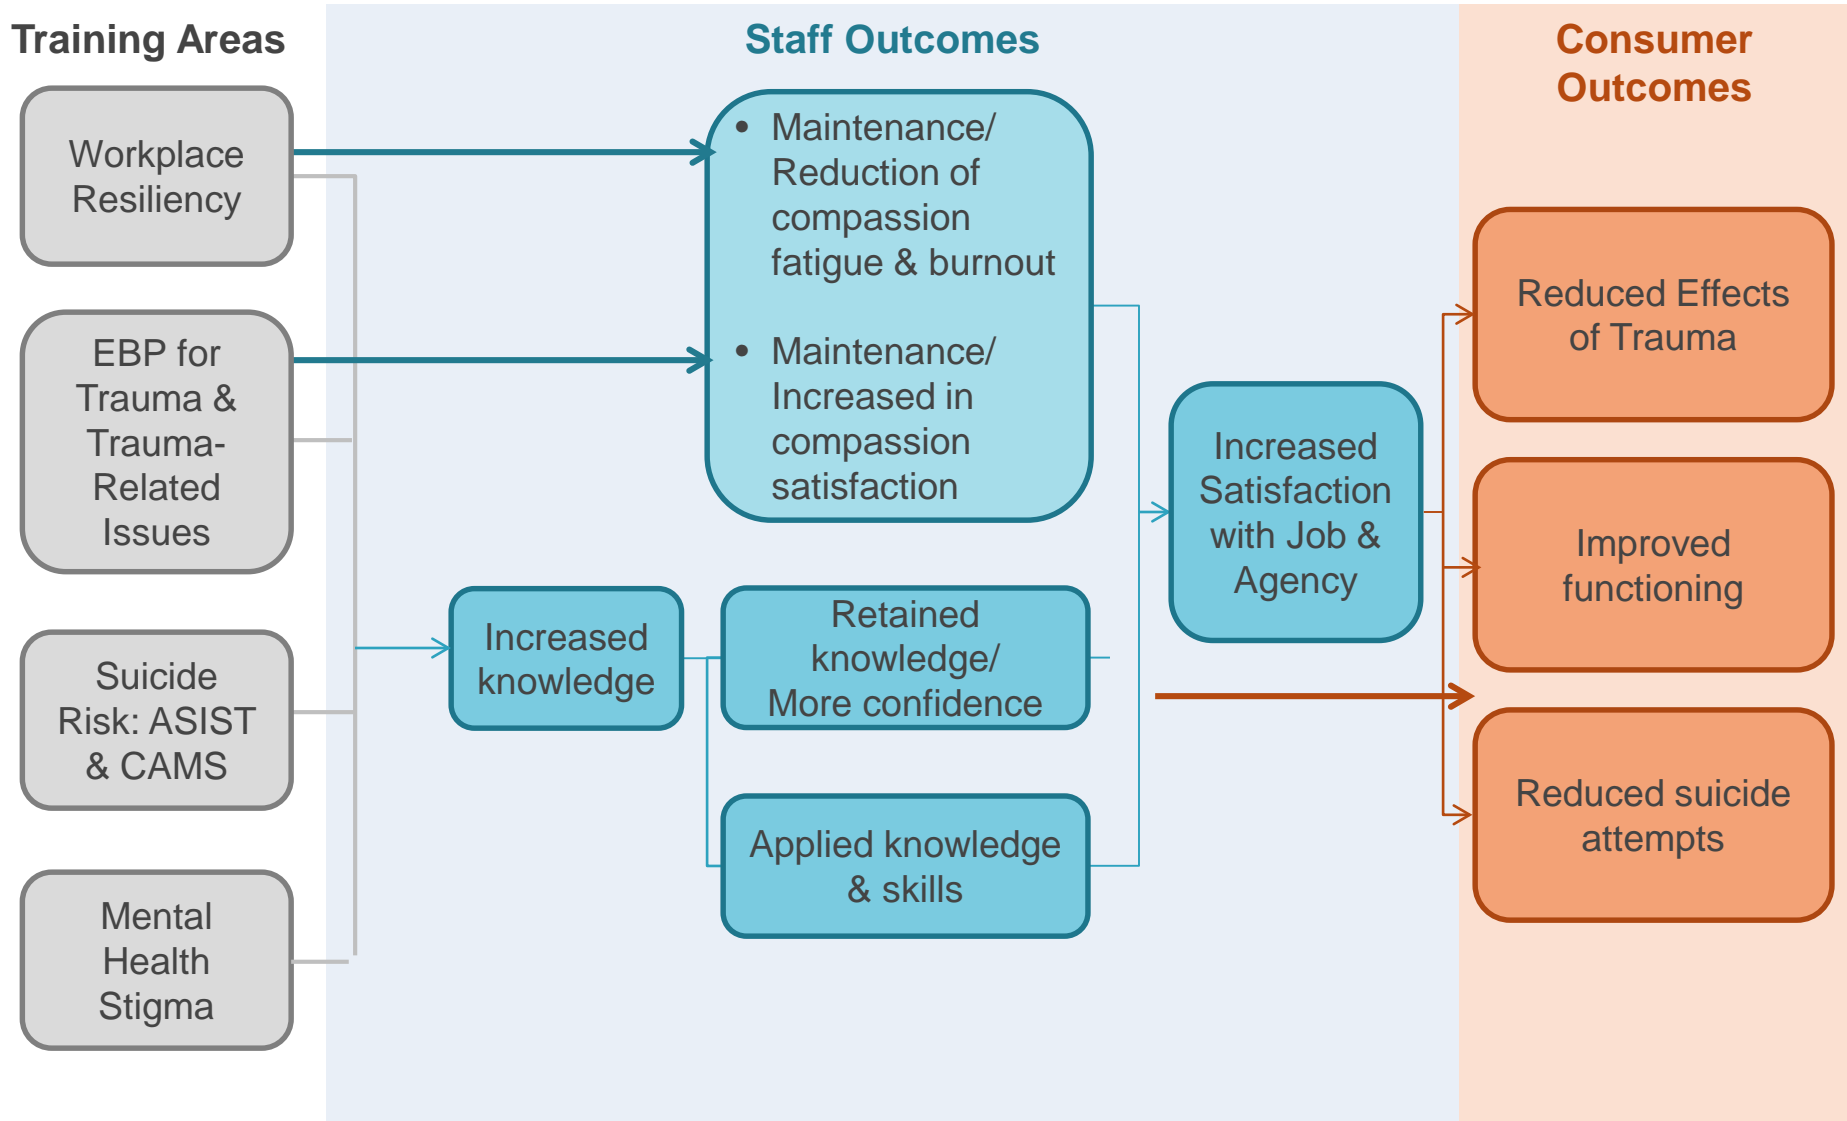 Training Areas
Workplace
Resiliency
EBP for
Trauma &
Trauma-
Related
Issues
Suicide
Risk: ASIST
& CAMS
Mental
Health
Stigma
Staff Outcomes
• Maintenance/
Reduction of
compassion
fatigue & burnout
• Maintenance/
Increased in
compassion
satisfaction
Increased
knowledge
Retained
knowledge/
More confidence
Applied knowledge
& skills
Increased
Satisfaction
with Job &
Agency
Consumer
Outcomes
Reduced Effects
of Trauma
Improved
functioning
Reduced suicide
attempts